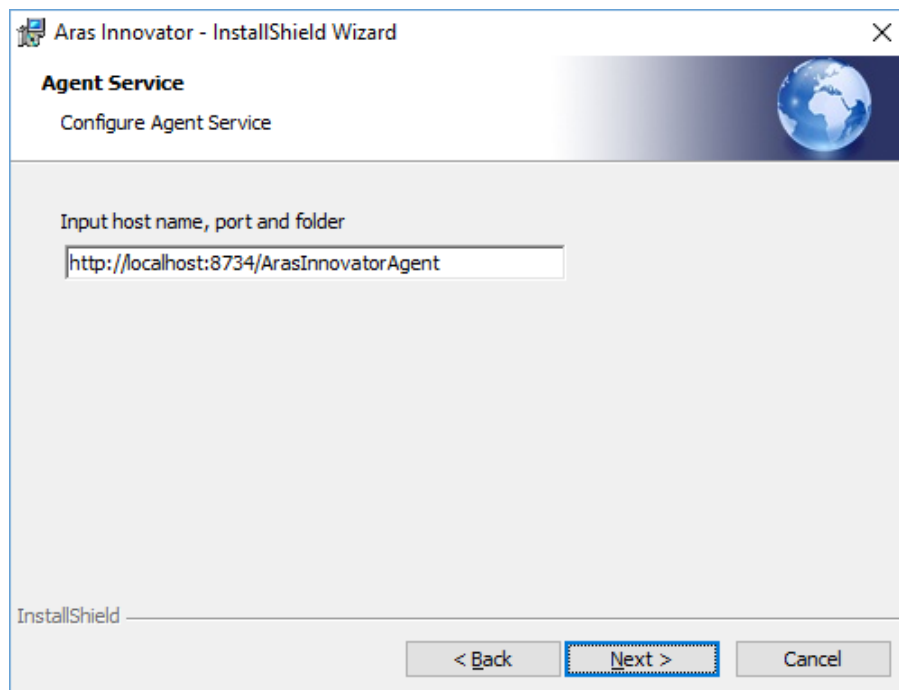 Aras Innovator - InstallShield Wizard
Agent Service
Configure Agent Service
Input host name, port and folder
http://localhost:8734/ArasInnovatorAgent
InstallShield
< Back
Next >
Cancel